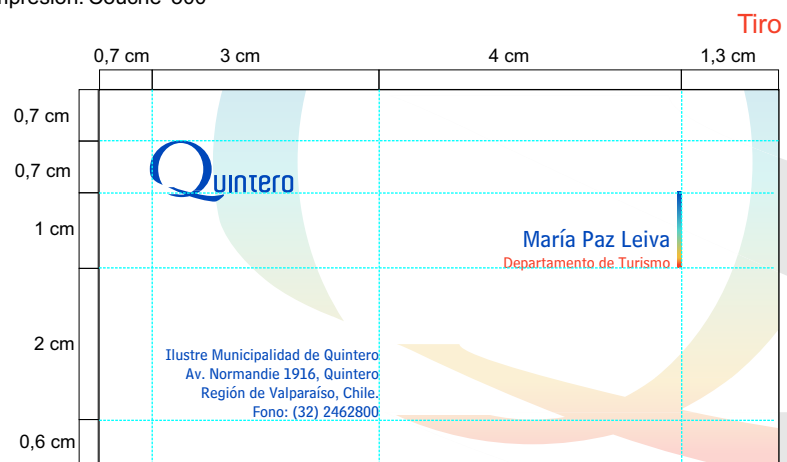 Impresión: Couché 300
Tiro
0,7 cm 3 cm 4 cm 1,3 cm
0,7 cm
0,7 cm
Quintero
1 cm
María Paz Leiva
Departamento de Turismo
2 cm
Ilustre Municipalidad de Quintero
Av. Normandie 1916, Quintero
Región de Valparaíso, Chile.
Fono: (32) 2462800
0,6 cm